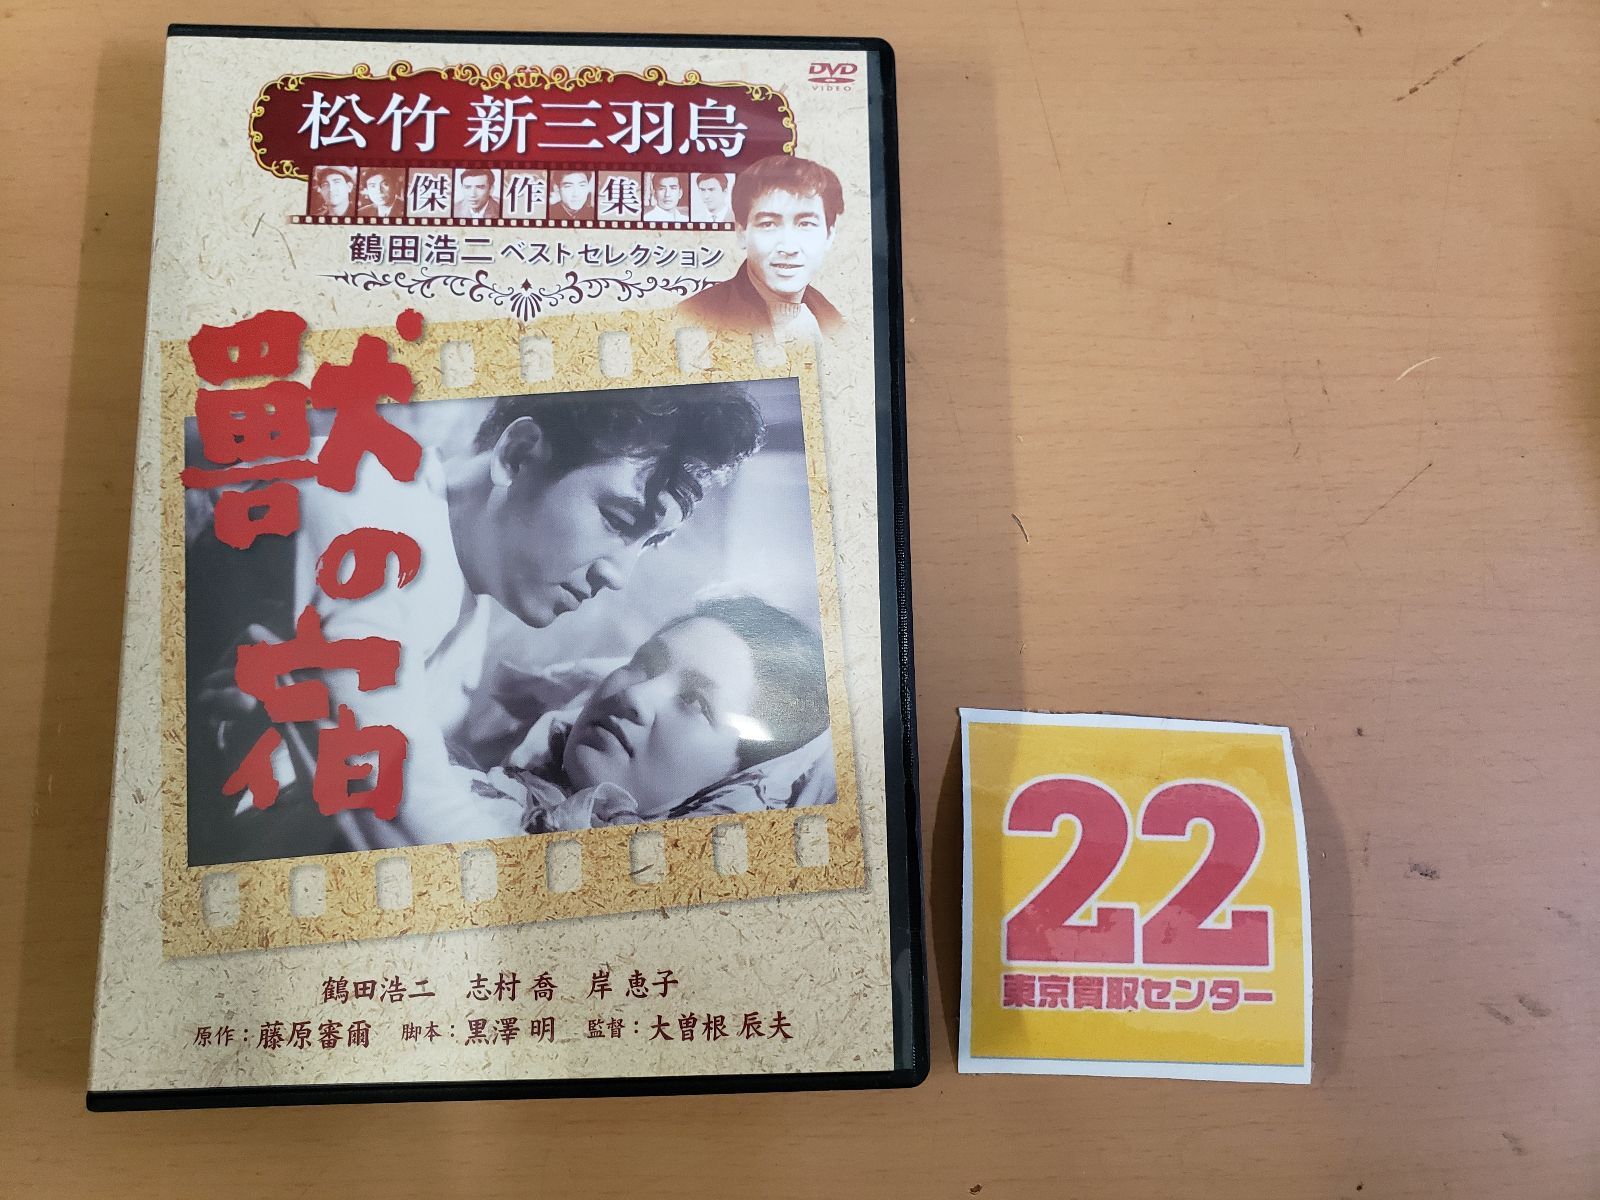 DVD
VIDEO
松竹 新三羽烏
傑作集
鶴田浩二 ベストセレクション
獣の宿
鶴田浩二 志村 喬 岸 恵子
原作：藤原審爾 脚本：黒澤 明 監督：大曽根 辰夫
22
東京買取センター